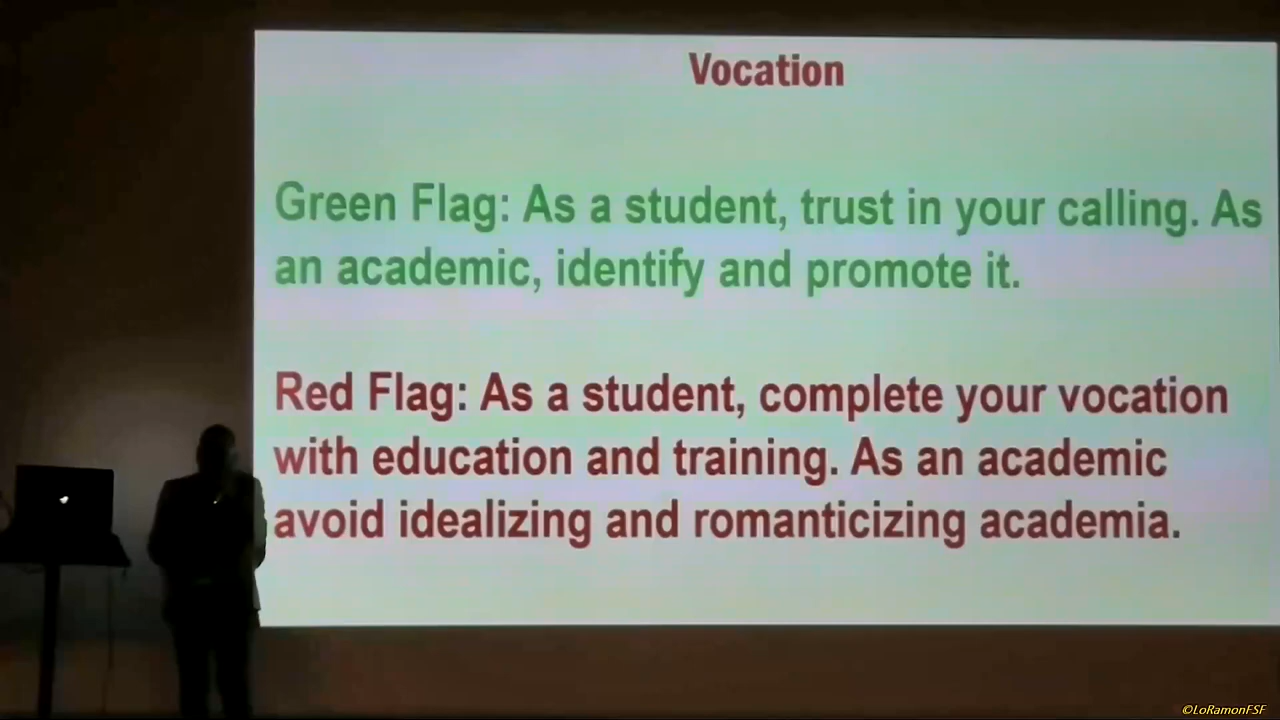 Vocation
Green Flag: As a student, trust in your calling. As
an academic, identify and promote it.
Red Flag: As a student, complete your vocation
with education and training. As an academic
avoid idealizing and romanticizing academia.
©LoRamonFSF